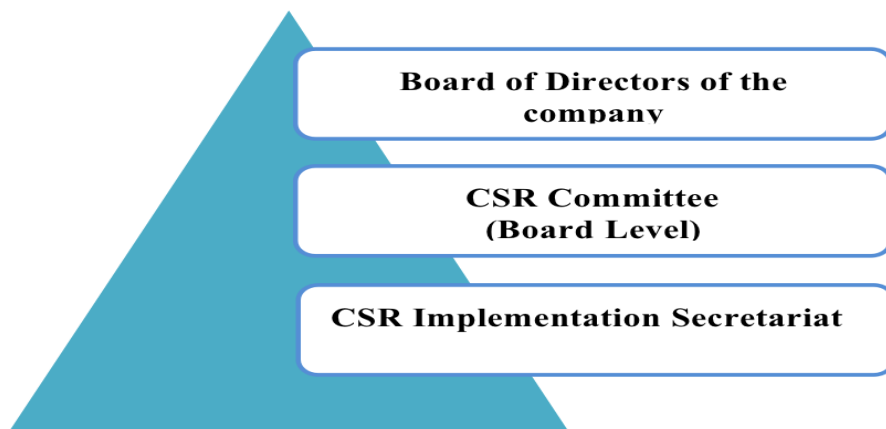 Board of Directors of the
company
CSR Committee
(Board Level)
CSR Implementation Secretariat